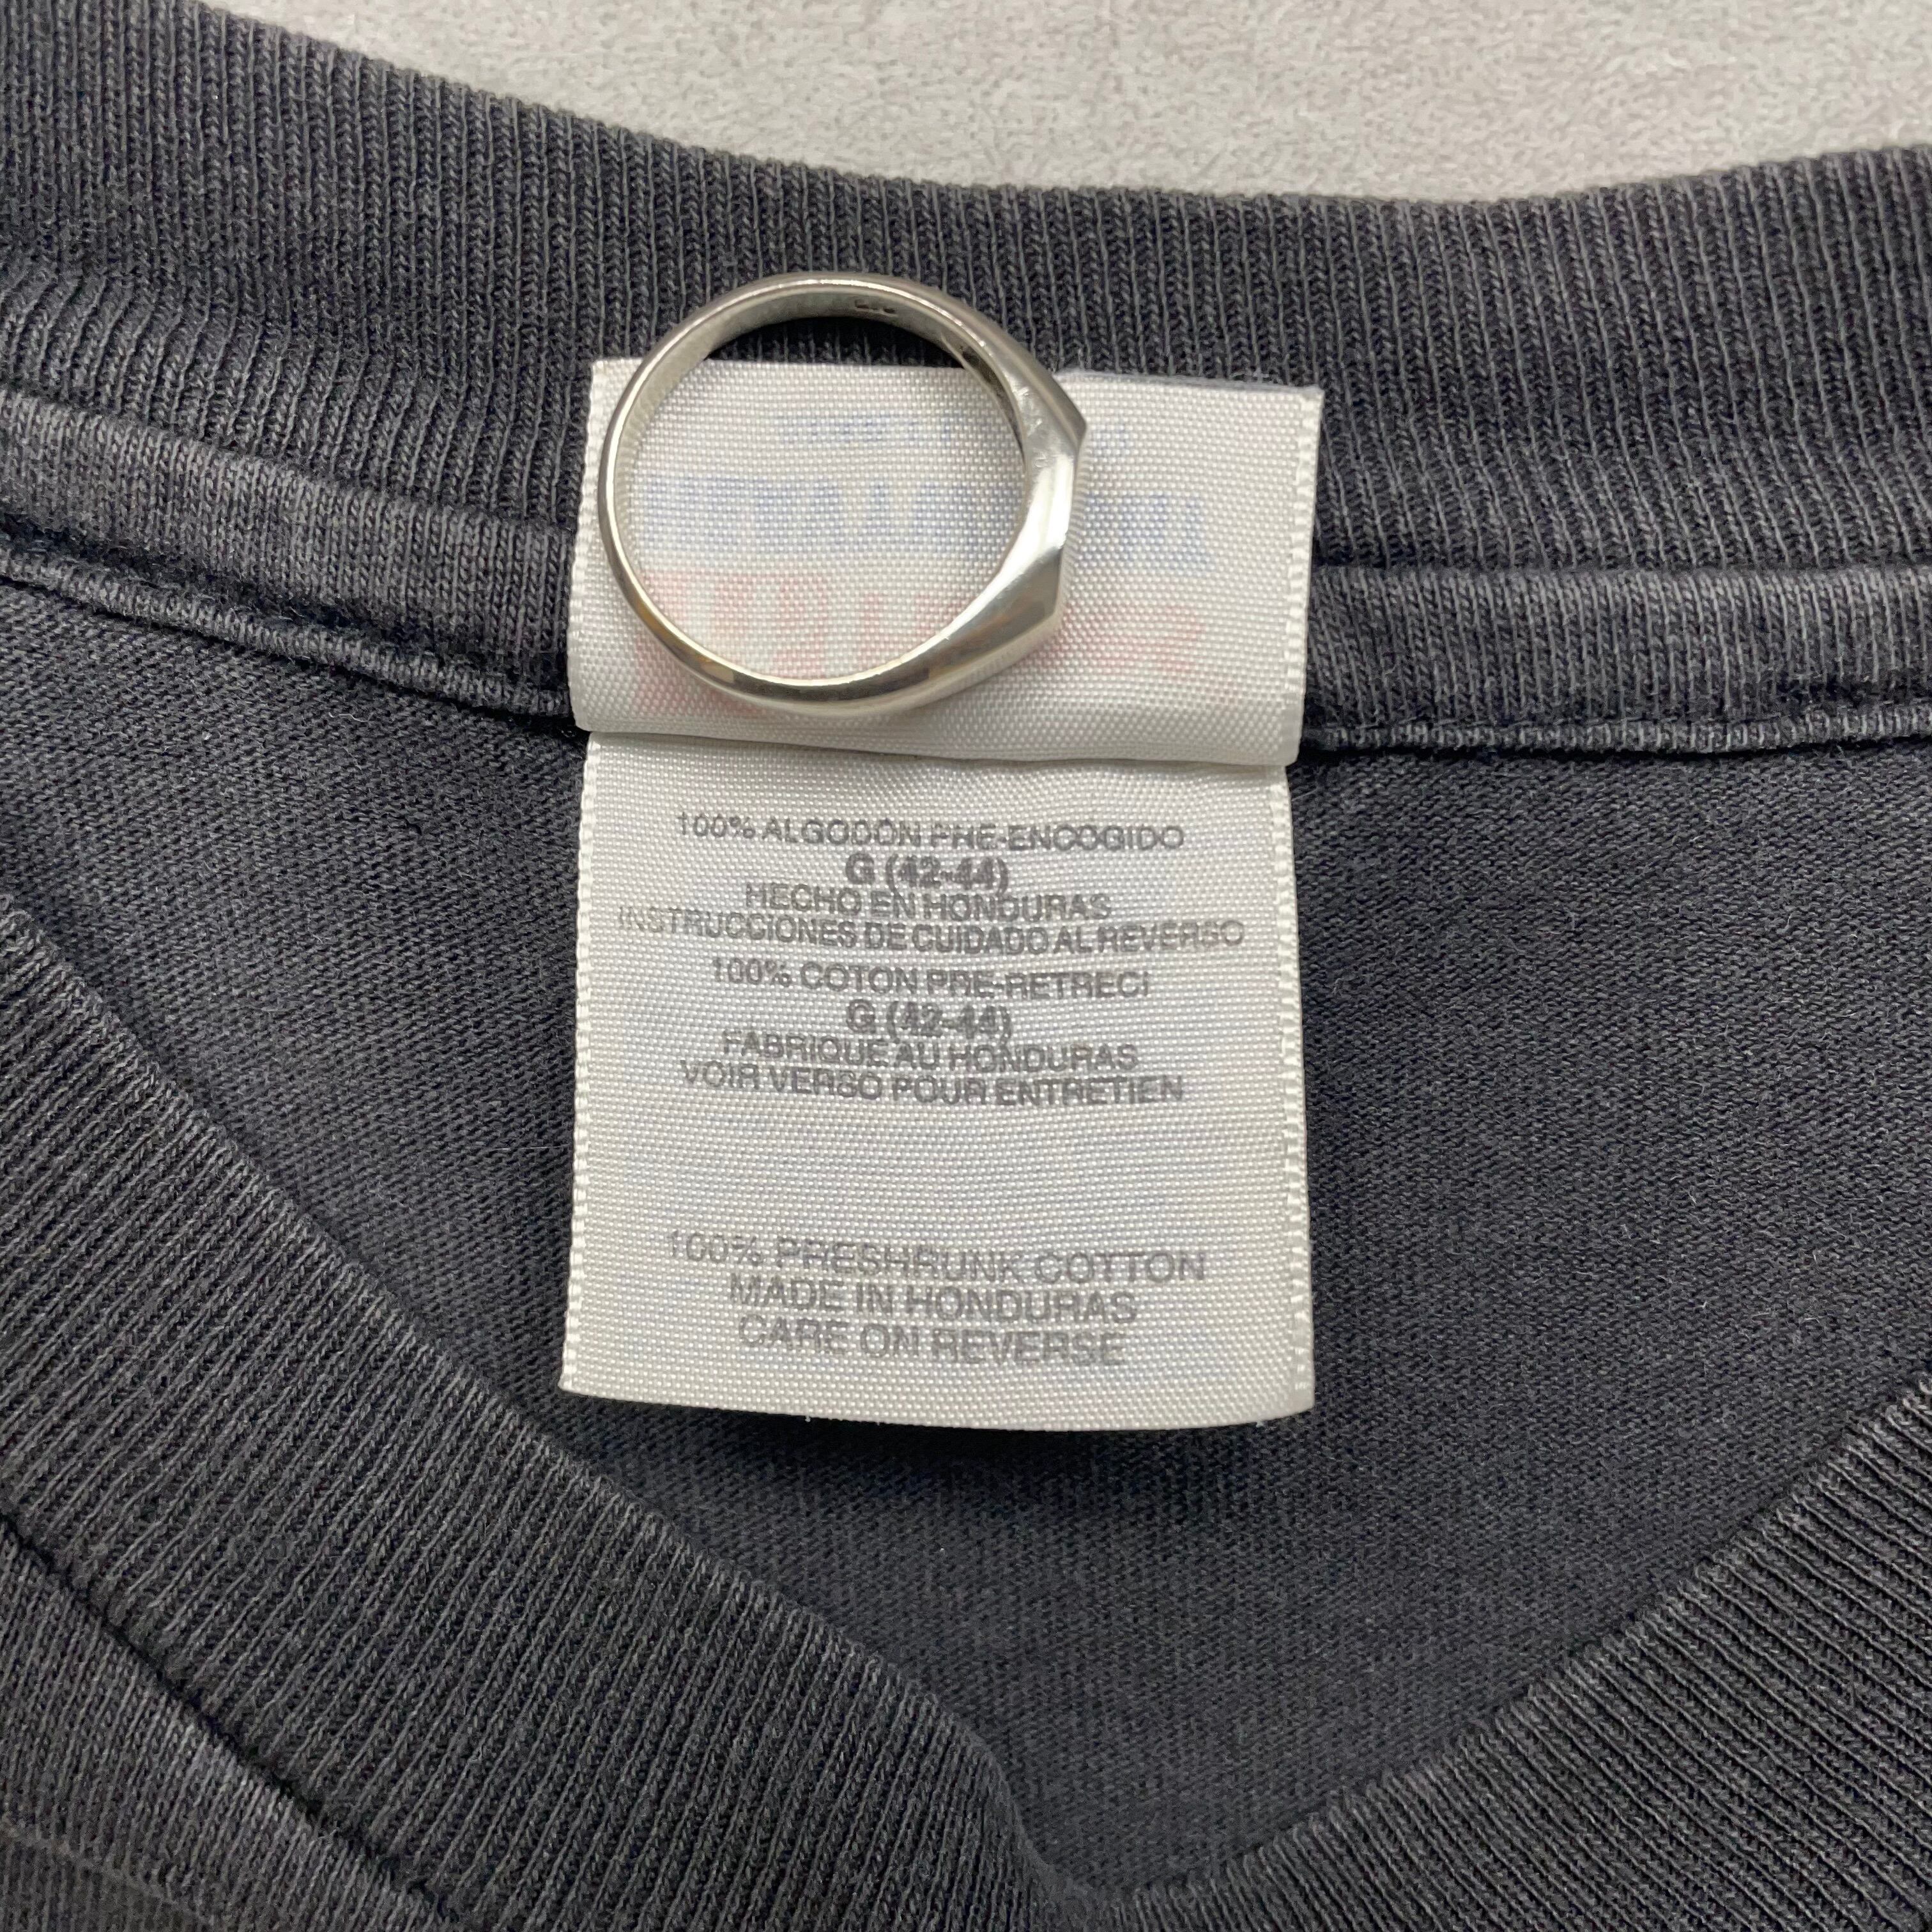 100% ALGODÓN PRE-ENCOGIDO
G (42-44)
HECHO EN HONDURAS
INSTRUCCIONES DE CUIDADO AL REVERSO
100% COTON PRE-RETRECI
G (42-44)
FABRIQUE AU HONDURAS
VOIR VERSO POUR ENTRETIEN
100% PRESHRUNK COTTON
MADE IN HONDURAS
CARE ON REVERSE